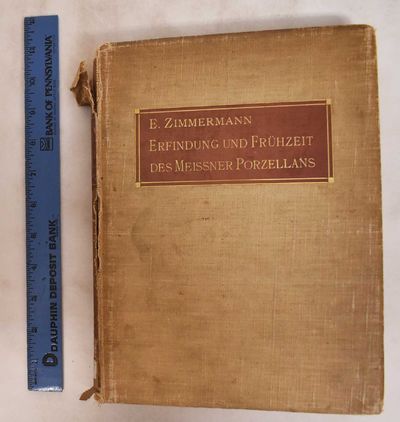 BANK OF PENNSYLVANIA
DAUPHIN DEPOSIT BANK
E. ZIMMERMANN
ERFINDUNG UND FRÜHZEIT
DES MEISSNER PORZELLANS